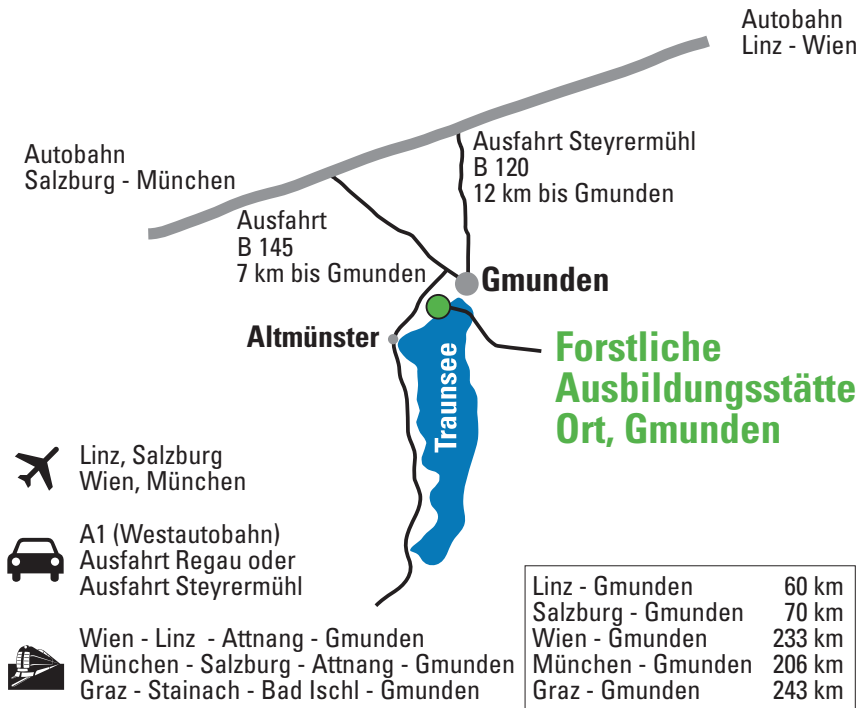 Autobahn
Linz - Wien
Autobahn
Salzburg - München
Ausfahrt Steyrermühl
B 120
12 km bis Gmunden
Ausfahrt
B 145
7 km bis Gmunden
Gmunden
Altmünster
Traunsee
Forstliche
Ausbildungsstätte
Ort, Gmunden
Linz, Salzburg
Wien, München
A1 (Westautobahn)
Ausfahrt Regau oder
Ausfahrt Steyrermühl
Wien - Linz - Attnang - Gmunden
München - Salzburg - Attnang - Gmunden
Graz - Stainach - Bad Ischl - Gmunden
Linz - Gmunden 60 km
Salzburg - Gmunden 70 km
Wien - Gmunden 233 km
München - Gmunden 206 km
Graz - Gmunden 243 km